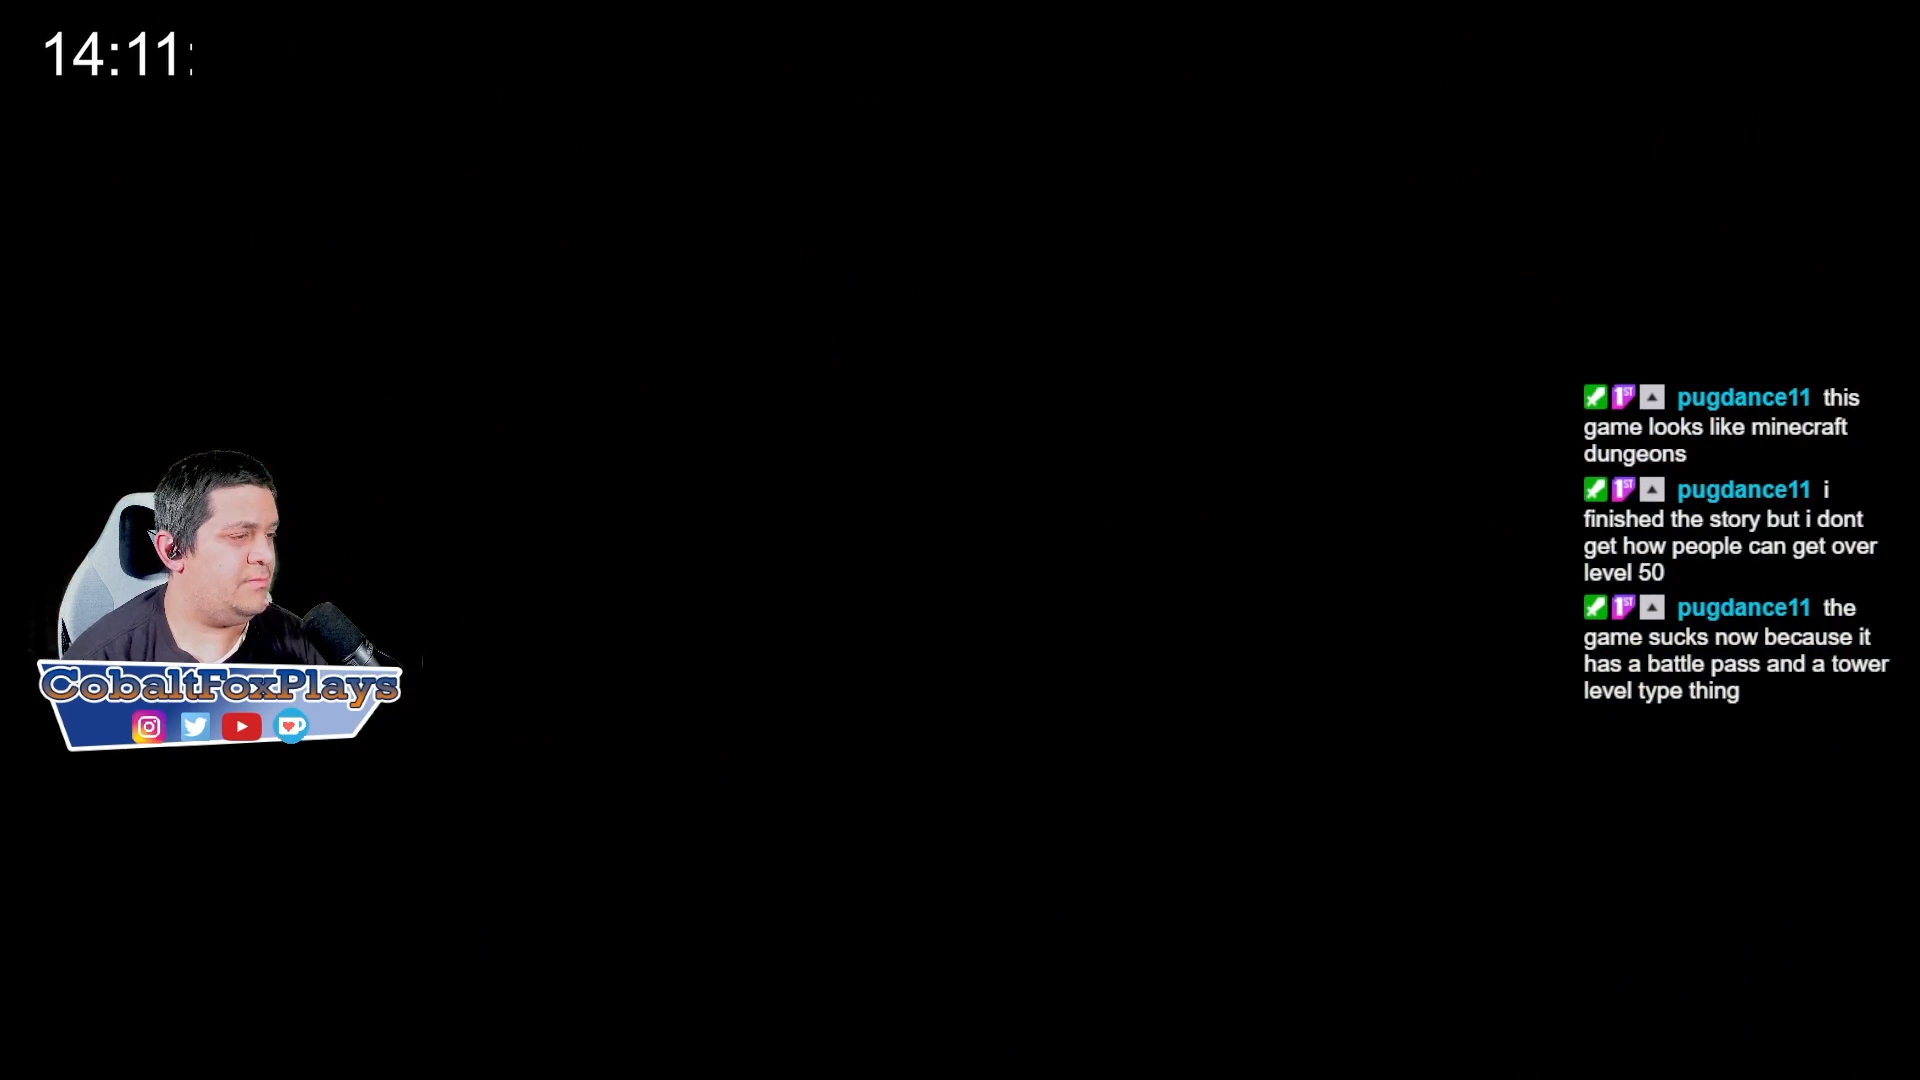 14:11:
pugdance11 this
game looks like minecraft
dungeons
pugdance11 i
finished the story but i dont
get how people can get over
level 50
pugdance11 the
game sucks now because it
has a battle pass and a tower
level type thing
CobaltFoxPlays